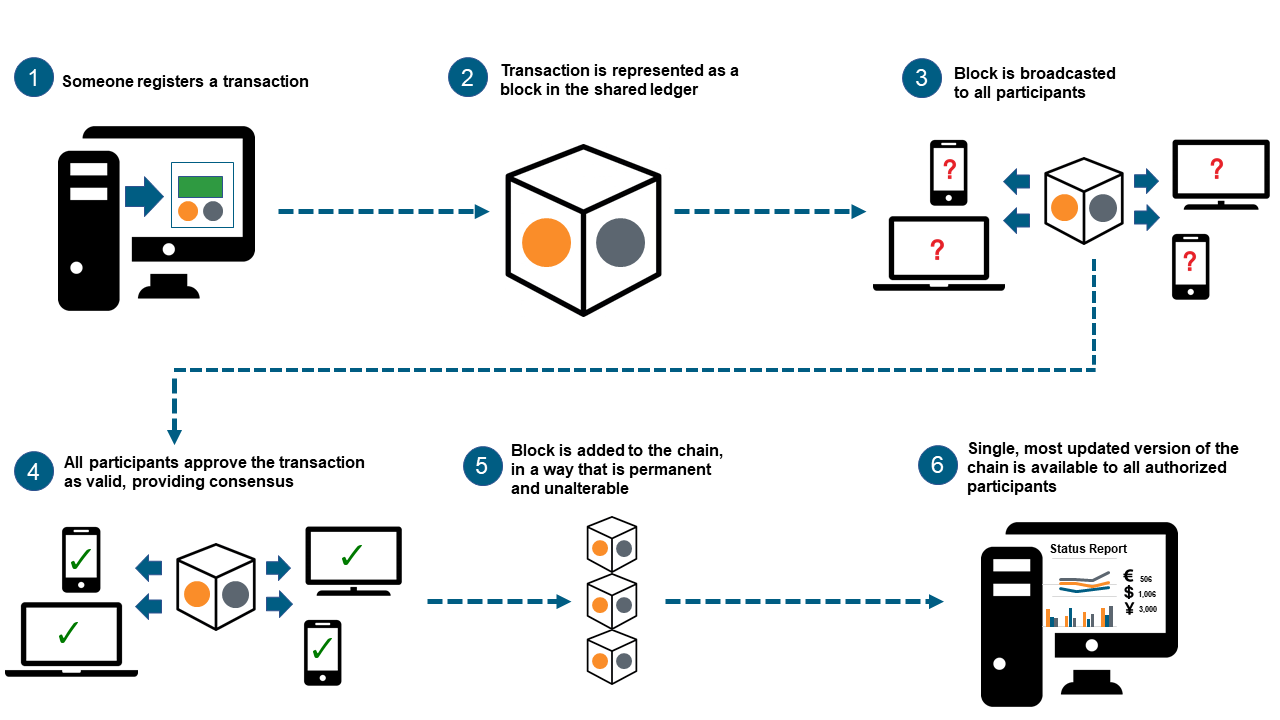 1
Someone registers a transaction
2
Transaction is represented as a
block in the shared ledger
3
Block is broadcasted
to all participants
?
?
?
?
4
All participants approve the transaction
as valid, providing consensus
5
Block is added to the chain,
in a way that is permanent
and unalterable
6
Single, most updated version of the
chain is available to all authorized
participants
Status Report
€ 506
$ 1,006
¥ 3,000